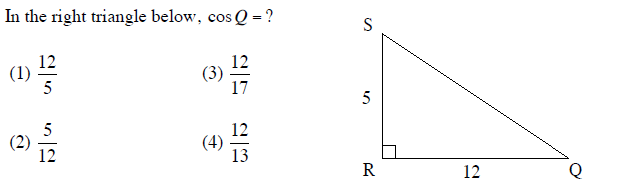 In the right triangle below, cos Q = ?
(1) 12/5
(3) 12/17
(2) 5/12
(4) 12/13
S
5
R
12
Q